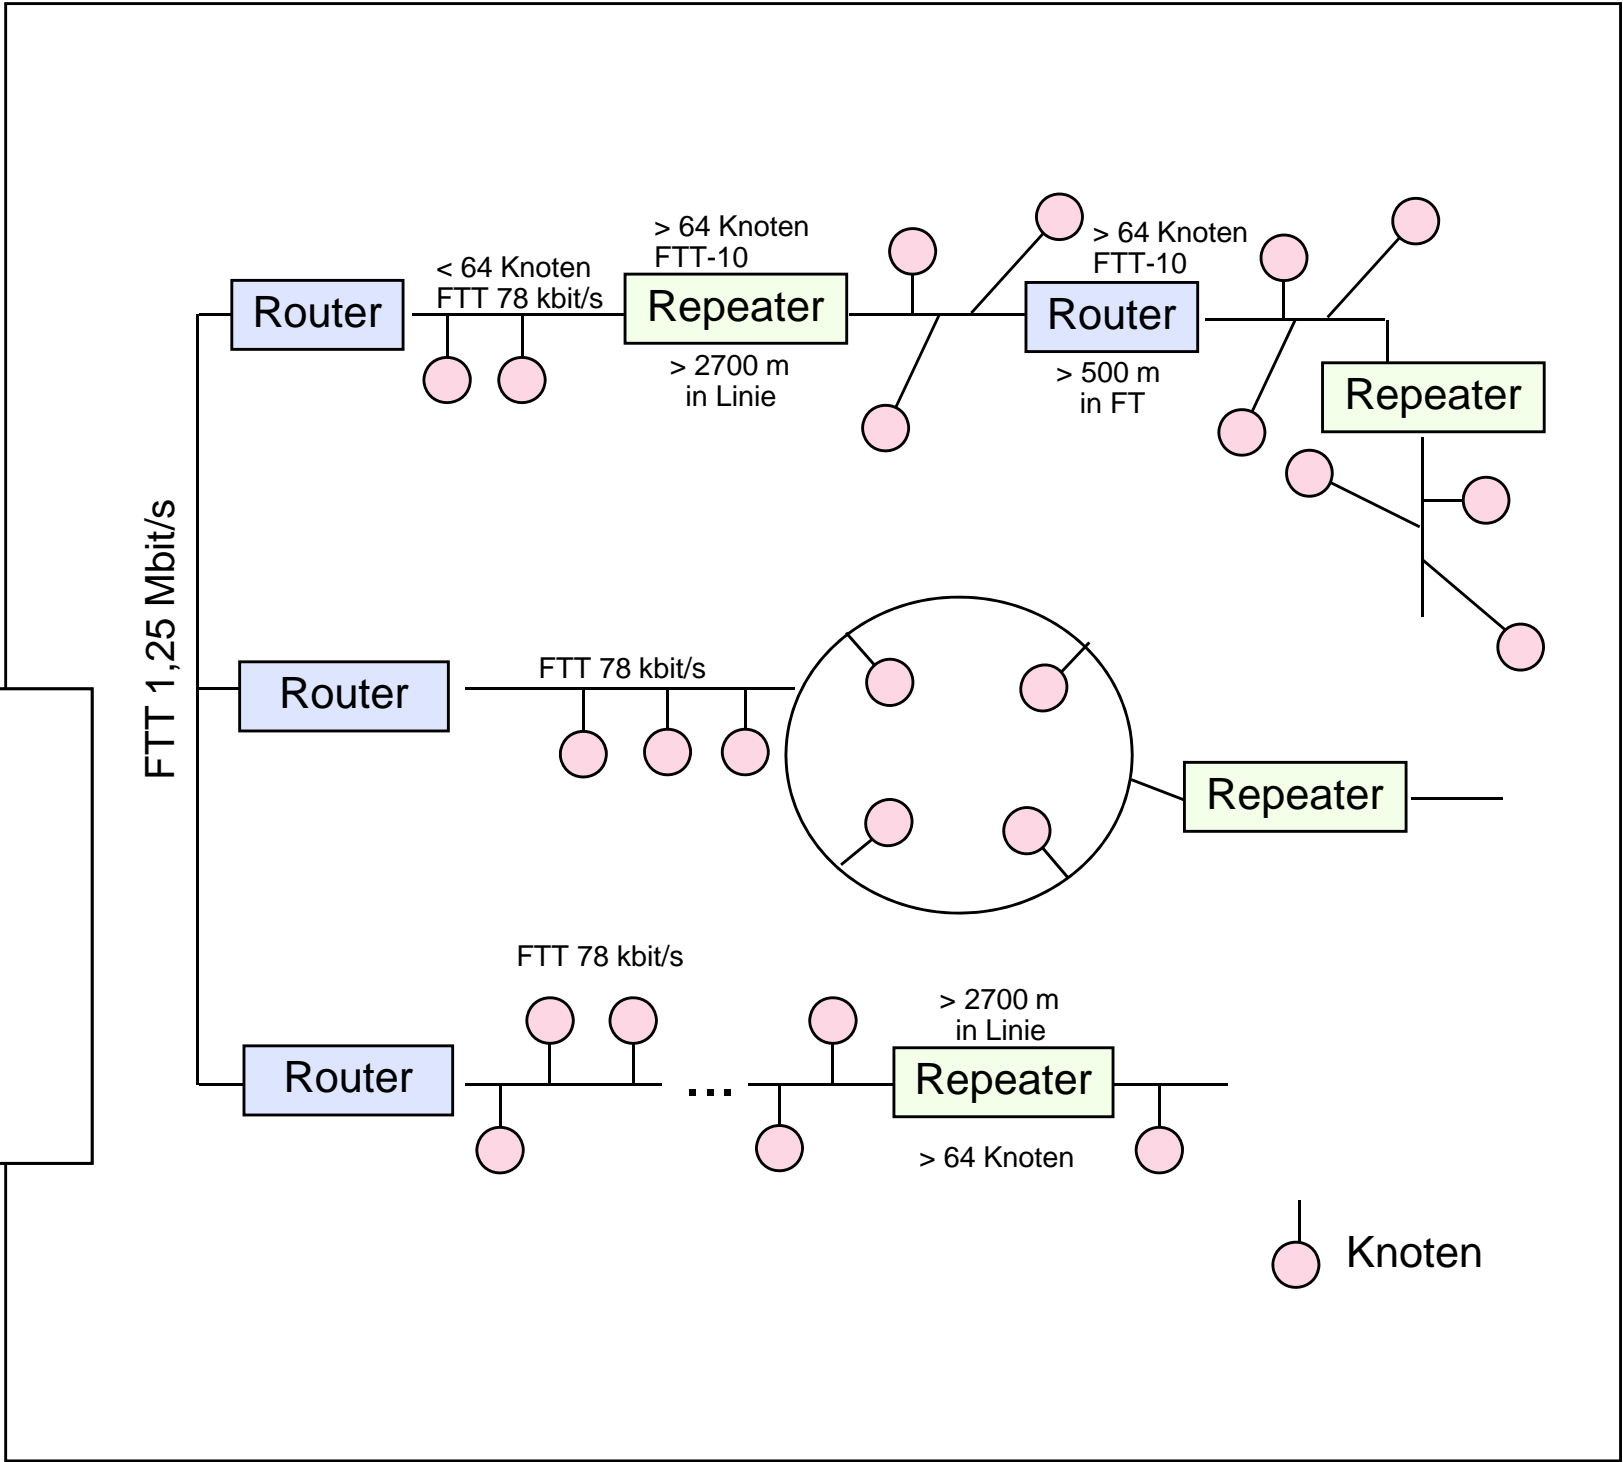 > 64 Knoten
FTT-10
< 64 Knoten
FTT 78 kbit/s
> 64 Knoten
FTT-10
Router
Repeater
Router
> 2700 m
in Linie
> 500 m
in FT
Repeater
FTT 1,25 Mbit/s
FTT 78 kbit/s
Router
Repeater
FTT 78 kbit/s
> 2700 m
in Linie
Router
...
Repeater
> 64 Knoten
Knoten